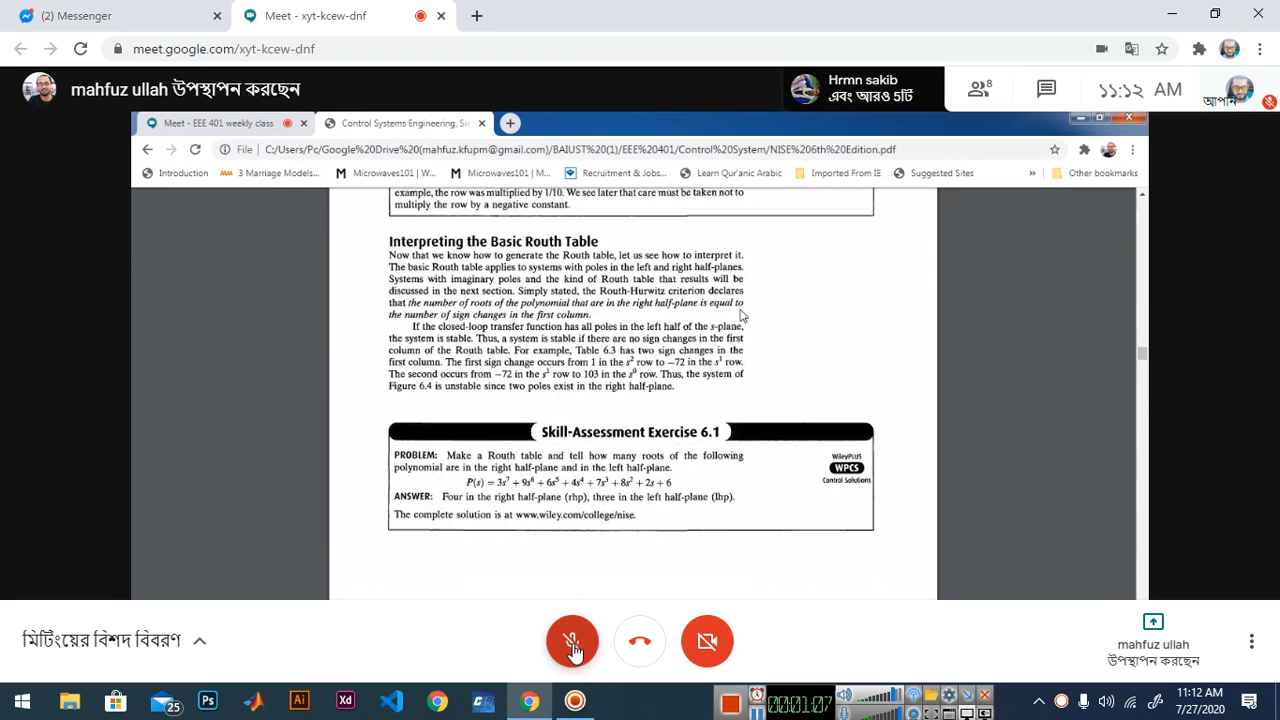 (2) Messenger
Meet - xyt-kcew-dnf
meet.google.com/xyt-kcew-dnf
mahfuz ullah উপস্থাপন করছেন
Hrmn sakib
এবং আরও ৫টি
8
১১:১২ AM
আপনি
Meet - EEE 401 weekly class
Control Systems Engineering, Si
File
C:/Users/Pc/Google%20Drive%20(mahfuz.kfupm@gmail.com)/BAIUST%20(1)/EEE%20401/Control%20System/NISE%206th%20Edition.pdf
Introduction
3 Marriage Models...
Microwaves101 | W...
Microwaves101 | M...
Recruitment & Jobs...
Learn Qur'anic Arabic
Imported From IE
Suggested Sites
»
Other bookmarks
example, the row was multiplied by 1/10. We see later that care must be taken not to
multiply the row by a negative constant.
Interpreting the Basic Routh Table
Now that we know how to generate the Routh table, let us see how to interpret it.
The basic Routh table applies to systems with poles in the left and right half-planes.
Systems with imaginary poles and the kind of Routh table that results will be
discussed in the next section. Simply stated, the Routh-Hurwitz criterion declares
that the number of roots of the polynomial that are in the right half-plane is equal to
the number of sign changes in the first column.
If the closed-loop transfer function has all poles in the left half of the s-plane,
the system is stable. Thus, a system is stable if there are no sign changes in the first
column of the Routh table. For example, Table 6.3 has two sign changes in the
first column. The first sign change occurs from 1 in the s² row to −72 in the s¹ row.
The second occurs from −72 in the s¹ row to 103 in the s⁰ row. Thus, the system of
Figure 6.4 is unstable since two poles exist in the right half-plane.
Skill-Assessment Exercise 6.1
PROBLEM: Make a Routh table and tell how many roots of the following
polynomial are in the right half-plane and in the left half-plane.
P(s) = 3s⁷ + 9s⁶ + 6s⁵ + 4s⁴ + 7s³ + 8s² + 2s + 6
ANSWER: Four in the right half-plane (rhp), three in the left half-plane (lhp).
The complete solution is at www.wiley.com/college/nise.
WileyPLUS
WPCS
Control Solutions
মিটিংয়ের বিশদ বিবরণ
mahfuz ullah
উপস্থাপন করছেন
25
Ps
Ai
Xd
00:01:07
11:12 AM
7/27/2020